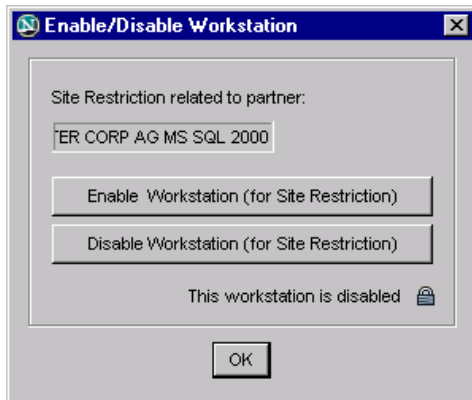 Enable/Disable Workstation
Site Restriction related to partner:
TER CORP AG MS SQL 2000
Enable Workstation (for Site Restriction)
Disable Workstation (for Site Restriction)
This workstation is disabled
OK